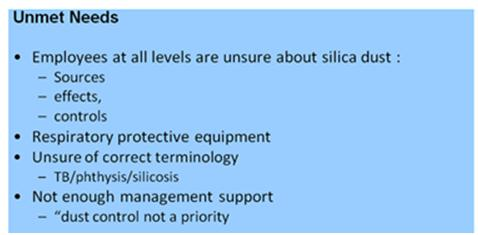 Unmet Needs
• Employees at all levels are unsure about silica dust :
– Sources
– effects,
– controls
• Respiratory protective equipment
• Unsure of correct terminology
– TB/phthysis/silicosis
• Not enough management support
– “dust control not a priority